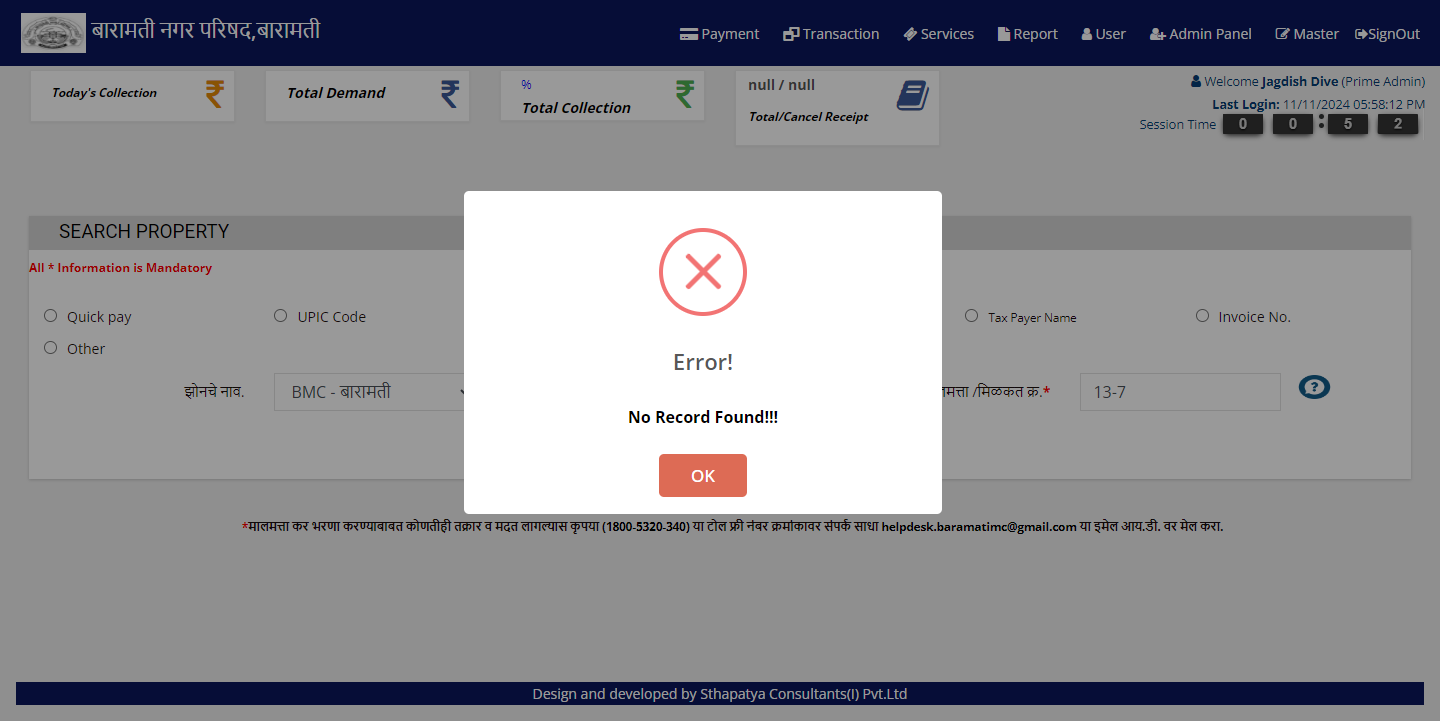 बारामती नगर परिषद,बारामती
Payment Transaction Services Report User Admin Panel Master SignOut
Today's Collection
Total Demand
%
Total Collection
null / null
Total/Cancel Receipt
Welcome Jagdish Dive (Prime Admin)
Last Login: 11/11/2024 05:58:12 PM
Session Time 0 0 : 5 2
SEARCH PROPERTY
All * Information is Mandatory
Quick pay UPIC Code Tax Payer Name Invoice No.
Other
झोनचे नाव. BMC - बारामती /मिळकत क्र.* 13-7
Error!
No Record Found!!!
OK
*मालमत्ता कर भरणा करण्याबाबत कोणतीही तक्रार व मदत लागल्यास कृपया (1800-5320-340) या टोल फ्री नंबर क्रमांकावर संपर्क साधा helpdesk.baramatimc@gmail.com या इमेल आय.डी. वर मेल करा.
Design and developed by Sthapatya Consultants(I) Pvt.Ltd